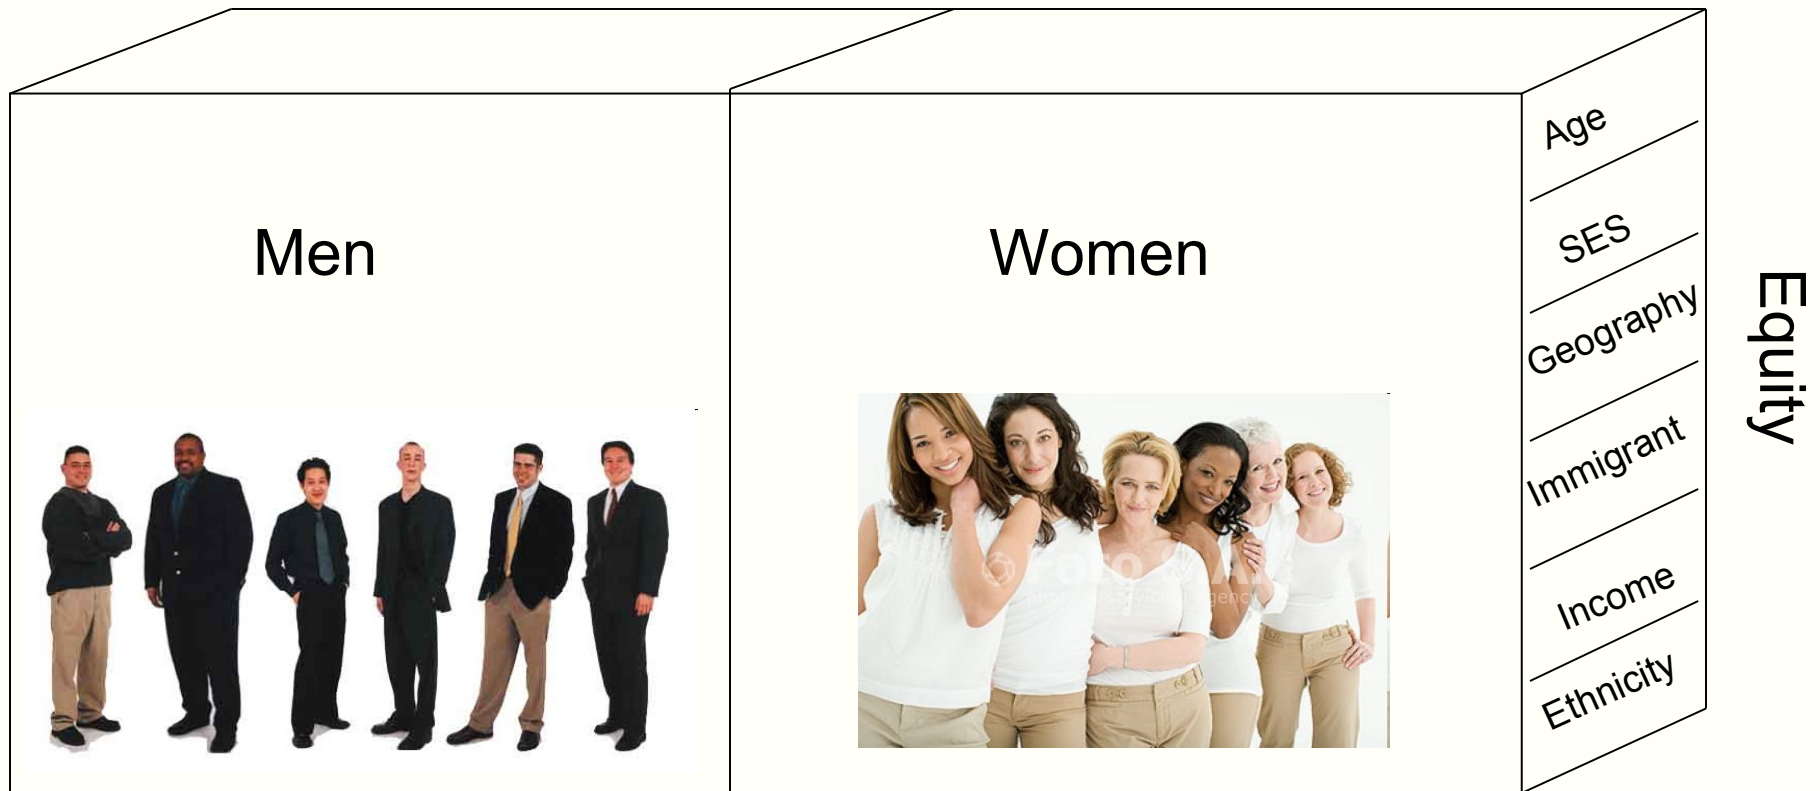 Men
Women
Age
SES
Geography
Immigrant
Income
Ethnicity
Equity